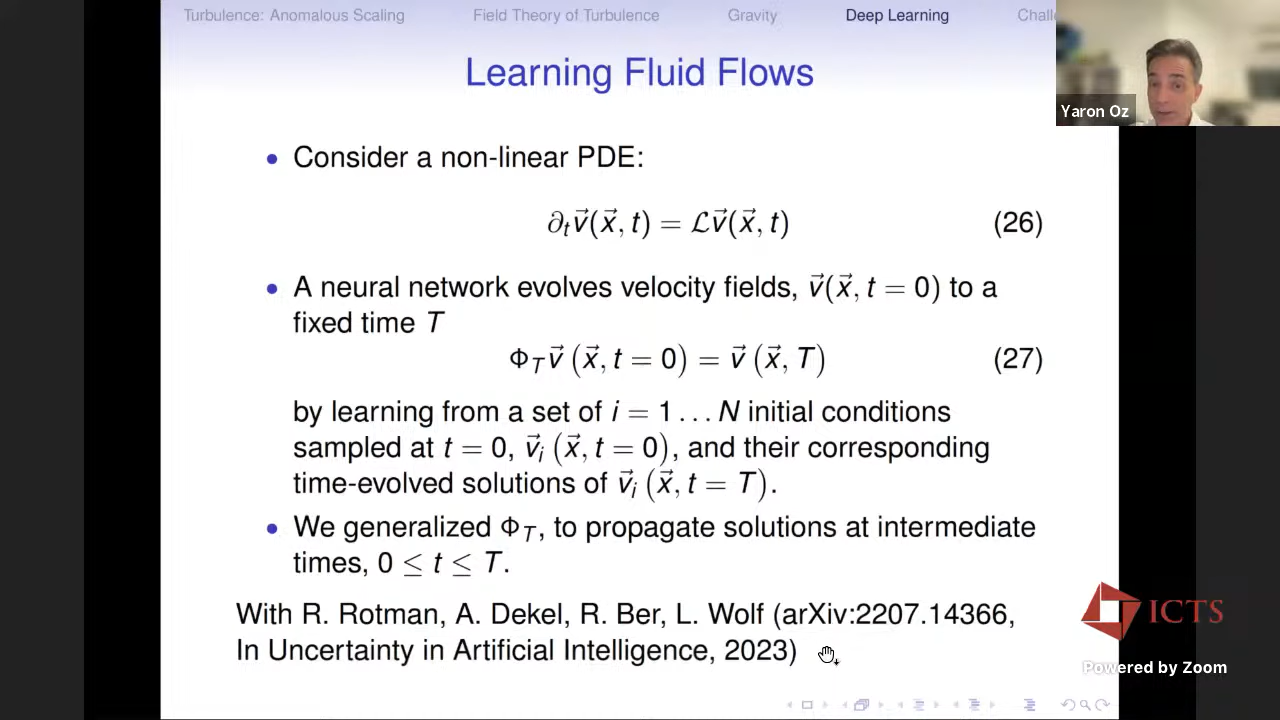 Turbulence: Anomalous Scaling Field Theory of Turbulence Gravity Deep Learning Chall
Yaron Oz
Learning Fluid Flows
• Consider a non-linear PDE:
∂ₜv⃗(x⃗, t) = ℒv⃗(x⃗, t) (26)
• A neural network evolves velocity fields, v⃗(x⃗, t = 0) to a
fixed time T
Φ_T v⃗ (x⃗, t = 0) = v⃗ (x⃗, T) (27)
by learning from a set of i = 1 . . . N initial conditions
sampled at t = 0, v⃗ᵢ (x⃗, t = 0), and their corresponding
time-evolved solutions of v⃗ᵢ (x⃗, t = T).
• We generalized Φ_T, to propagate solutions at intermediate
times, 0 ≤ t ≤ T.
With R. Rotman, A. Dekel, R. Ber, L. Wolf (arXiv:2207.14366,
In Uncertainty in Artificial Intelligence, 2023)
ICTS
Powered by Zoom